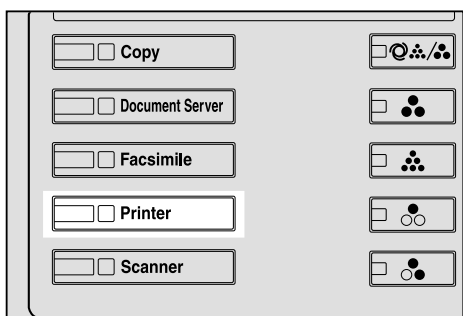 Copy
Document Server
Facsimile
Printer
Scanner